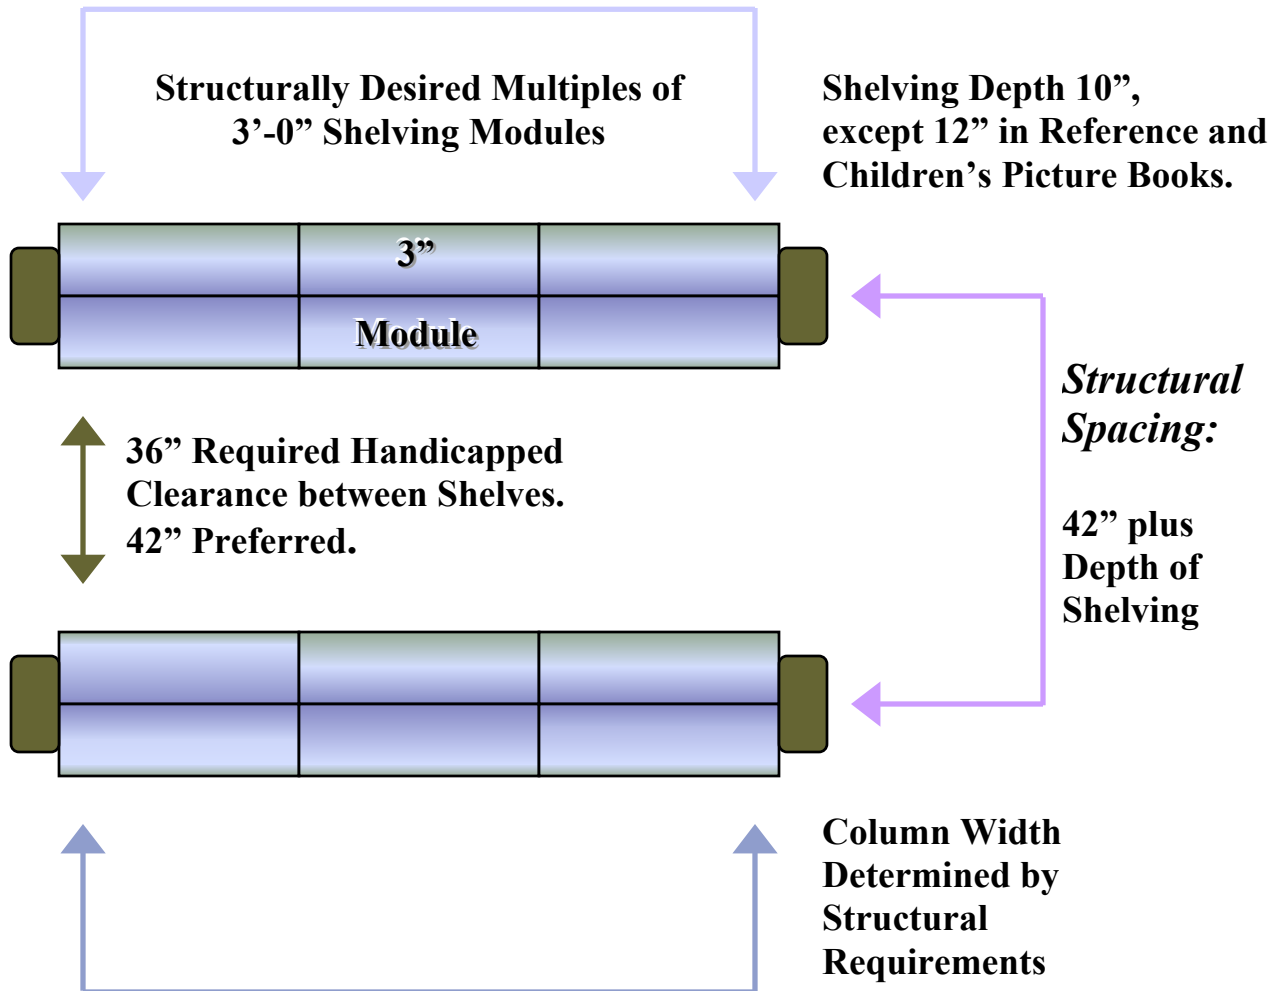 Structurally Desired Multiples of
3’-0” Shelving Modules
Shelving Depth 10”,
except 12” in Reference and
Children’s Picture Books.
3”
Module
36” Required Handicapped
Clearance between Shelves.
42” Preferred.
Structural
Spacing:
42” plus
Depth of
Shelving
Column Width
Determined by
Structural
Requirements